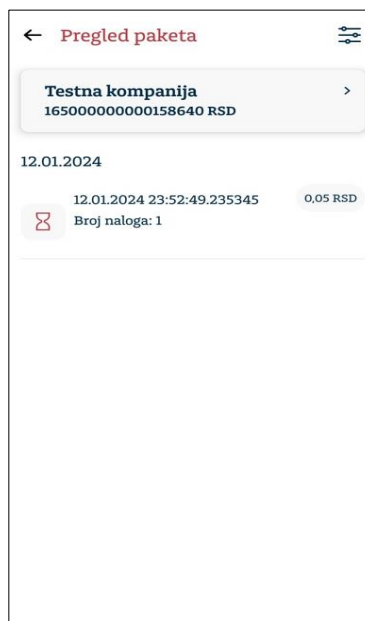 Pregled paketa
Testna kompanija
165000000000158640 RSD
12.01.2024
12.01.2024 23:52:49.235345
0,05 RSD
Broj naloga: 1